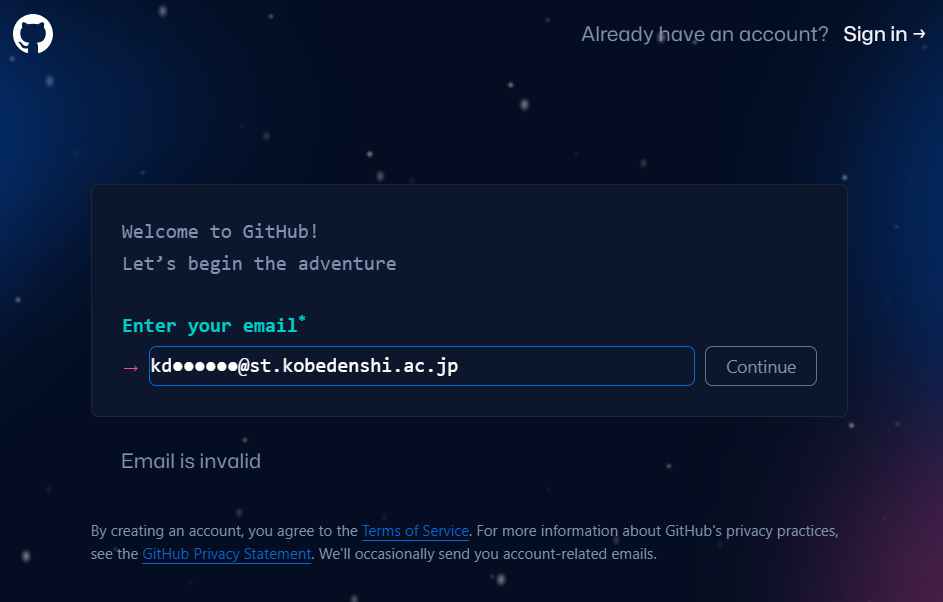 Already have an account? Sign in →
Welcome to GitHub!
Let’s begin the adventure
Enter your email*
→ kd●●●●●●@st.kobedenshi.ac.jp Continue
Email is invalid
By creating an account, you agree to the Terms of Service. For more information about GitHub's privacy practices,
see the GitHub Privacy Statement. We'll occasionally send you account-related emails.